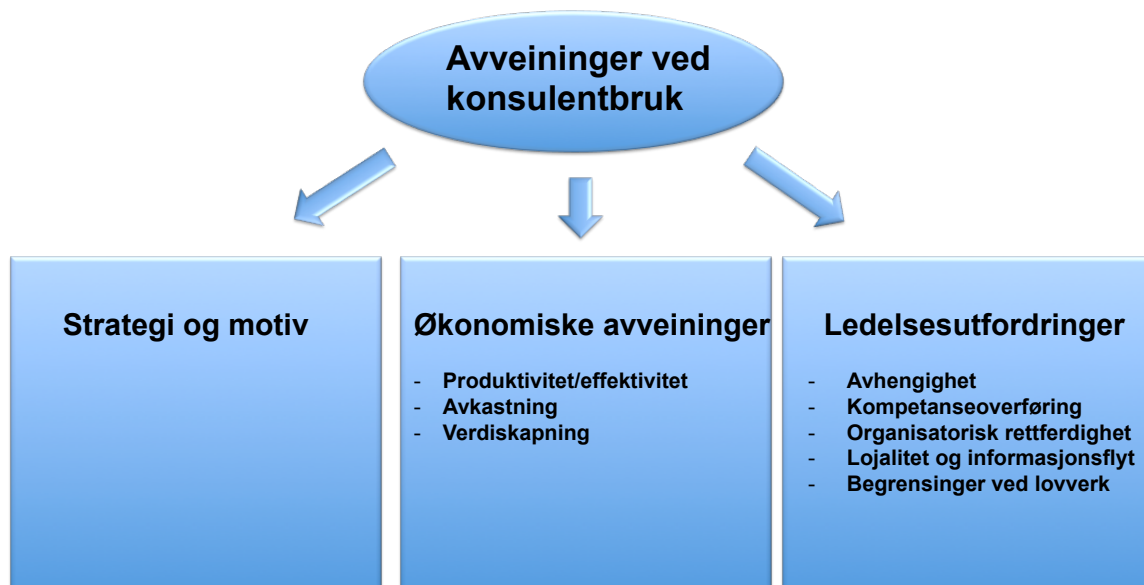 Avveininger ved
konsulentbruk
Strategi og motiv
Økonomiske avveininger
- Produktivitet/effektivitet
- Avkastning
- Verdiskapning
Ledelsesutfordringer
- Avhengighet
- Kompetanseoverføring
- Organisatorisk rettferdighet
- Lojalitet og informasjonsflyt
- Begrensinger ved lovverk